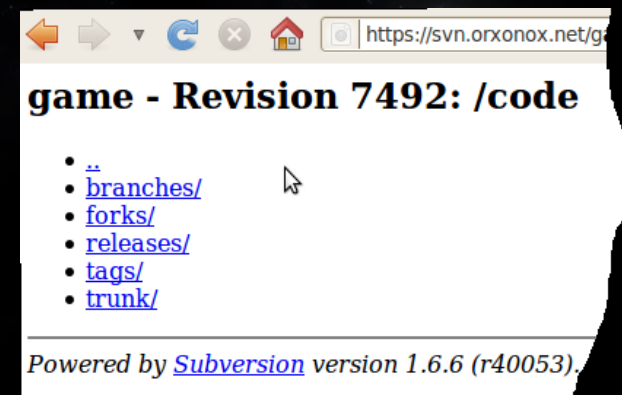 https://svn.orxonox.net/g
game - Revision 7492: /code
..
branches/
forks/
releases/
tags/
trunk/
Powered by Subversion version 1.6.6 (r40053).